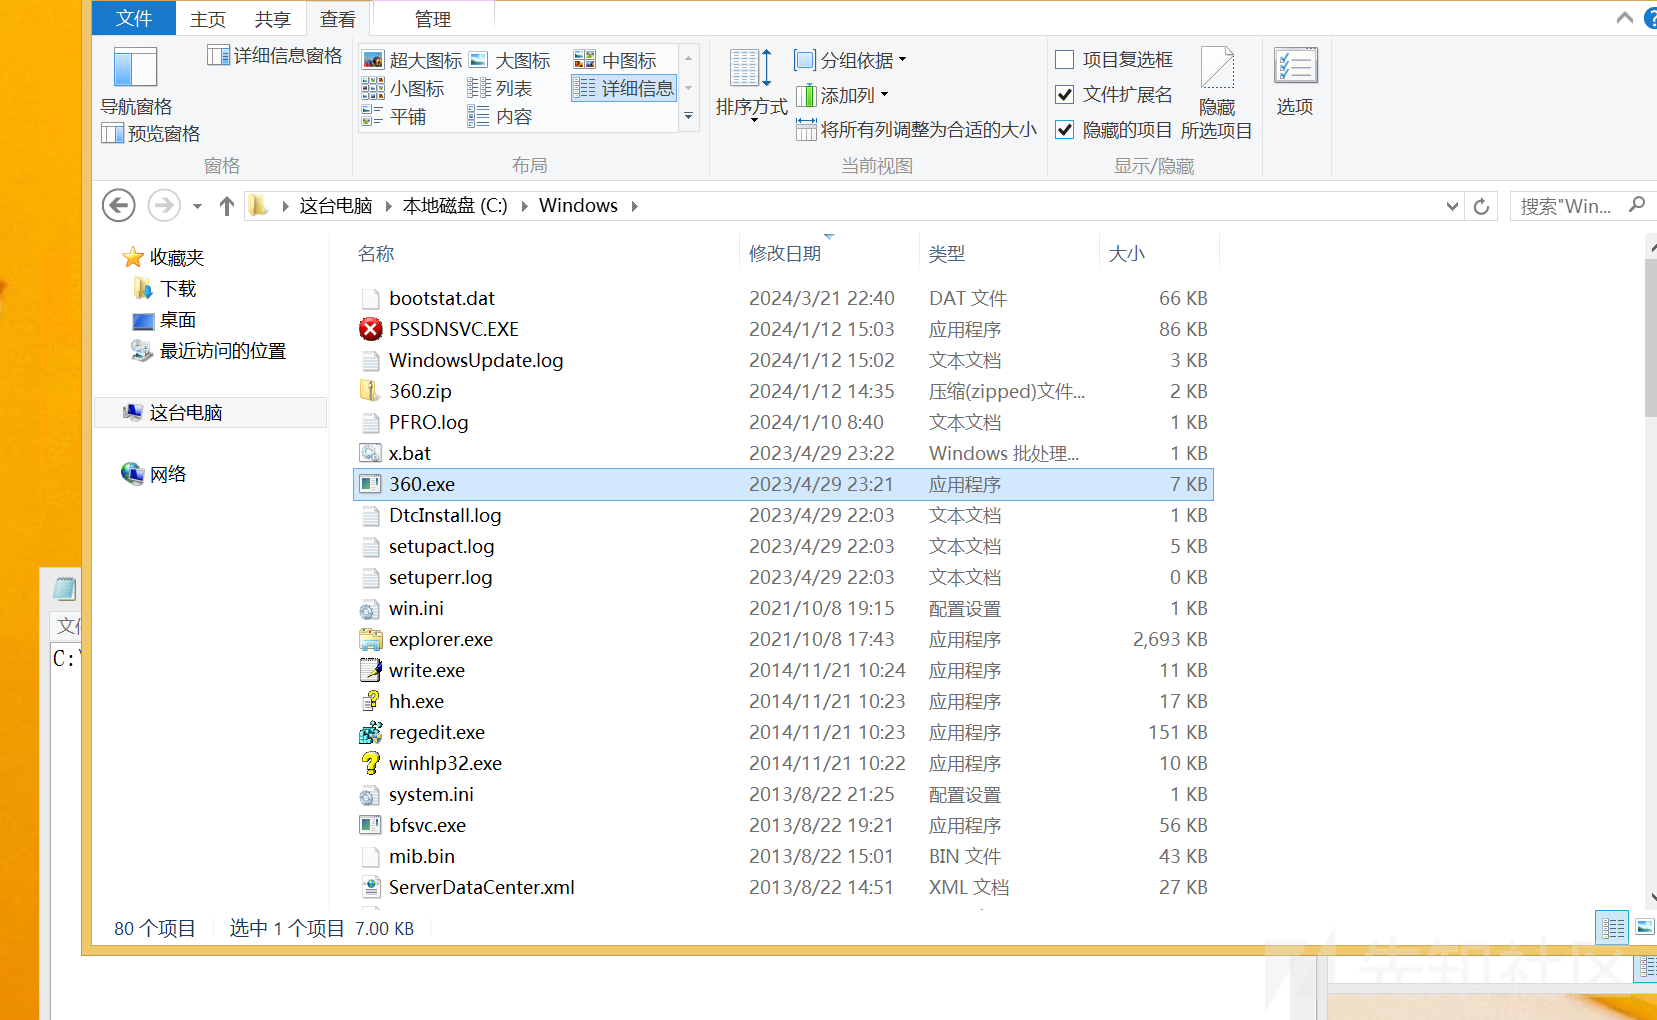 文件 主页 共享 查看 管理
详细信息窗格 超大图标 大图标 中图标 分组依据 项目复选框
小图标 列表 详细信息 添加列 文件扩展名
导航窗格 平铺 内容 排序方式 隐藏 选项
预览窗格 将所有列调整为合适的大小 隐藏的项目 所选项目
窗格 布局 当前视图 显示/隐藏
这台电脑 本地磁盘 (C:) Windows 搜索"Win...
收藏夹
下载
桌面
最近访问的位置
这台电脑
网络
名称 修改日期 类型 大小
bootstat.dat 2024/3/21 22:40 DAT 文件 66 KB
PSSDNSVC.EXE 2024/1/12 15:03 应用程序 86 KB
WindowsUpdate.log 2024/1/12 15:02 文本文档 3 KB
360.zip 2024/1/12 14:35 压缩(zipped)文件... 2 KB
PFRO.log 2024/1/10 8:40 文本文档 1 KB
x.bat 2023/4/29 23:22 Windows 批处理... 1 KB
360.exe 2023/4/29 23:21 应用程序 7 KB
DtcInstall.log 2023/4/29 22:03 文本文档 1 KB
setupact.log 2023/4/29 22:03 文本文档 5 KB
setuperr.log 2023/4/29 22:03 文本文档 0 KB
win.ini 2021/10/8 19:15 配置设置 1 KB
explorer.exe 2021/10/8 17:43 应用程序 2,693 KB
write.exe 2014/11/21 10:24 应用程序 11 KB
hh.exe 2014/11/21 10:23 应用程序 17 KB
regedit.exe 2014/11/21 10:23 应用程序 151 KB
winhlp32.exe 2014/11/21 10:22 应用程序 10 KB
system.ini 2013/8/22 21:25 配置设置 1 KB
bfsvc.exe 2013/8/22 19:21 应用程序 56 KB
mib.bin 2013/8/22 15:01 BIN 文件 43 KB
ServerDataCenter.xml 2013/8/22 14:51 XML 文档 27 KB
80 个项目 选中 1 个项目 7.00 KB
C:\
先知社区